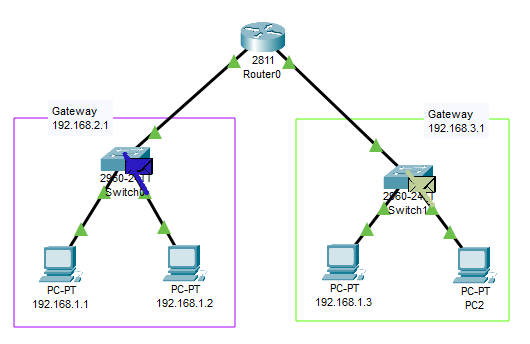 2811
Router0
Gateway
192.168.2.1
Gateway
192.168.3.1
Switch0
Switch1
PC-PT
192.168.1.1
PC-PT
192.168.1.2
PC-PT
192.168.1.3
PC-PT
PC2